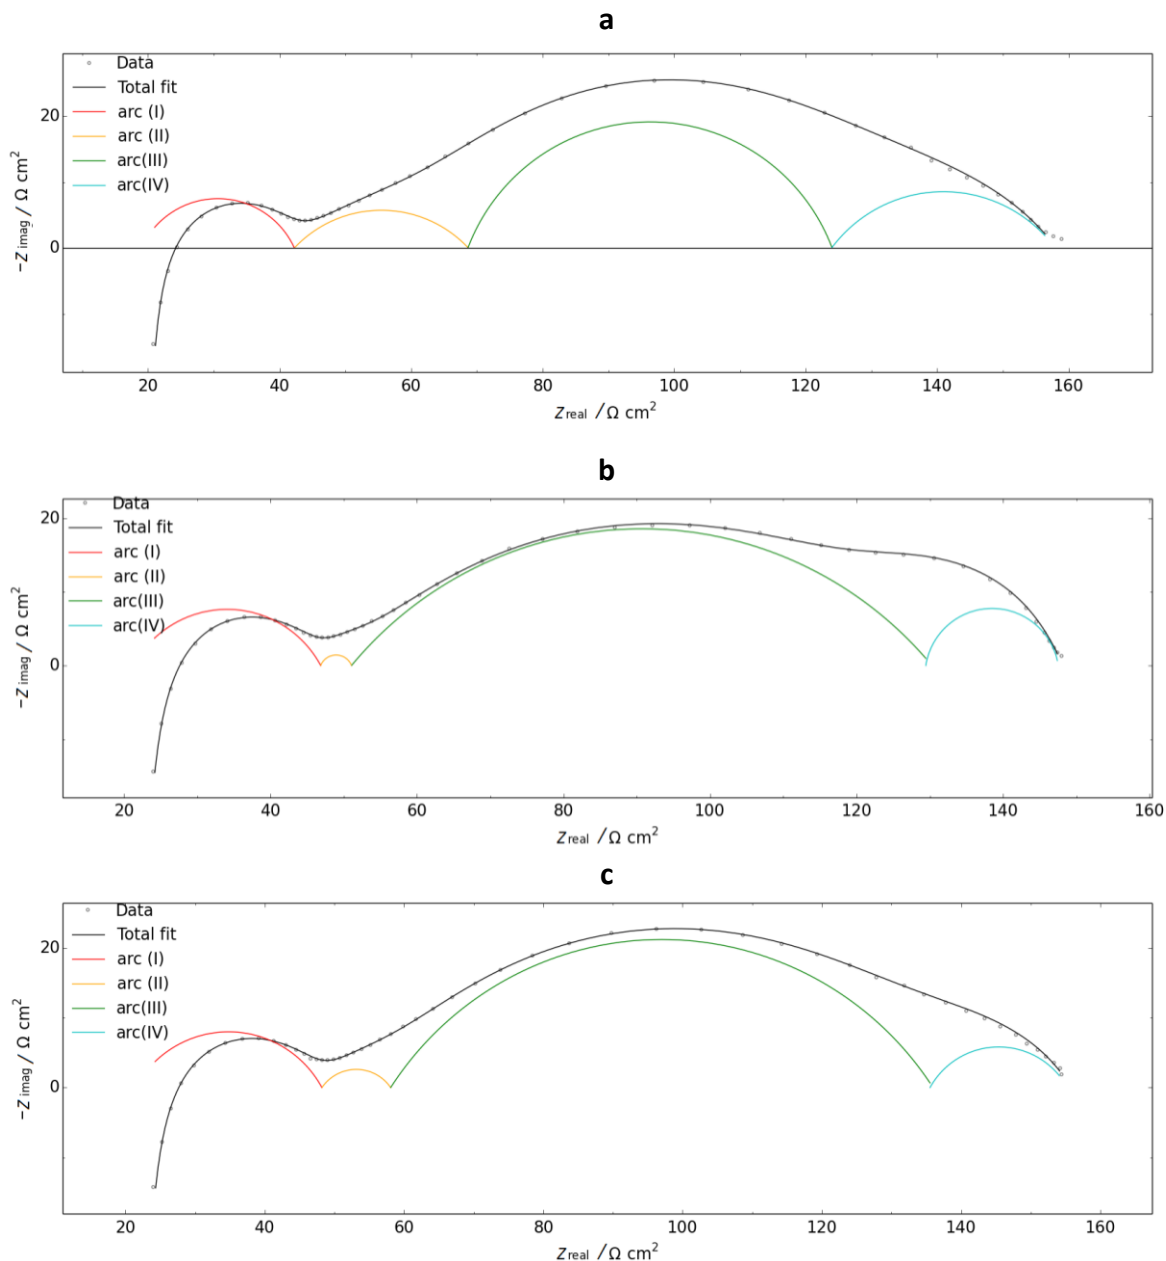 a
Data
Total fit
arc (I)
arc (II)
arc(III)
arc(IV)
20
0
−Z imag / Ω cm²
20 40 60 80 100 120 140 160
Z real / Ω cm²
b
Data
Total fit
arc (I)
arc (II)
arc(III)
arc(IV)
20
0
−Z imag / Ω cm²
20 40 60 80 100 120 140 160
Z real / Ω cm²
c
Data
Total fit
arc (I)
arc (II)
arc(III)
arc(IV)
20
0
−Z imag / Ω cm²
20 40 60 80 100 120 140 160
Z real / Ω cm²